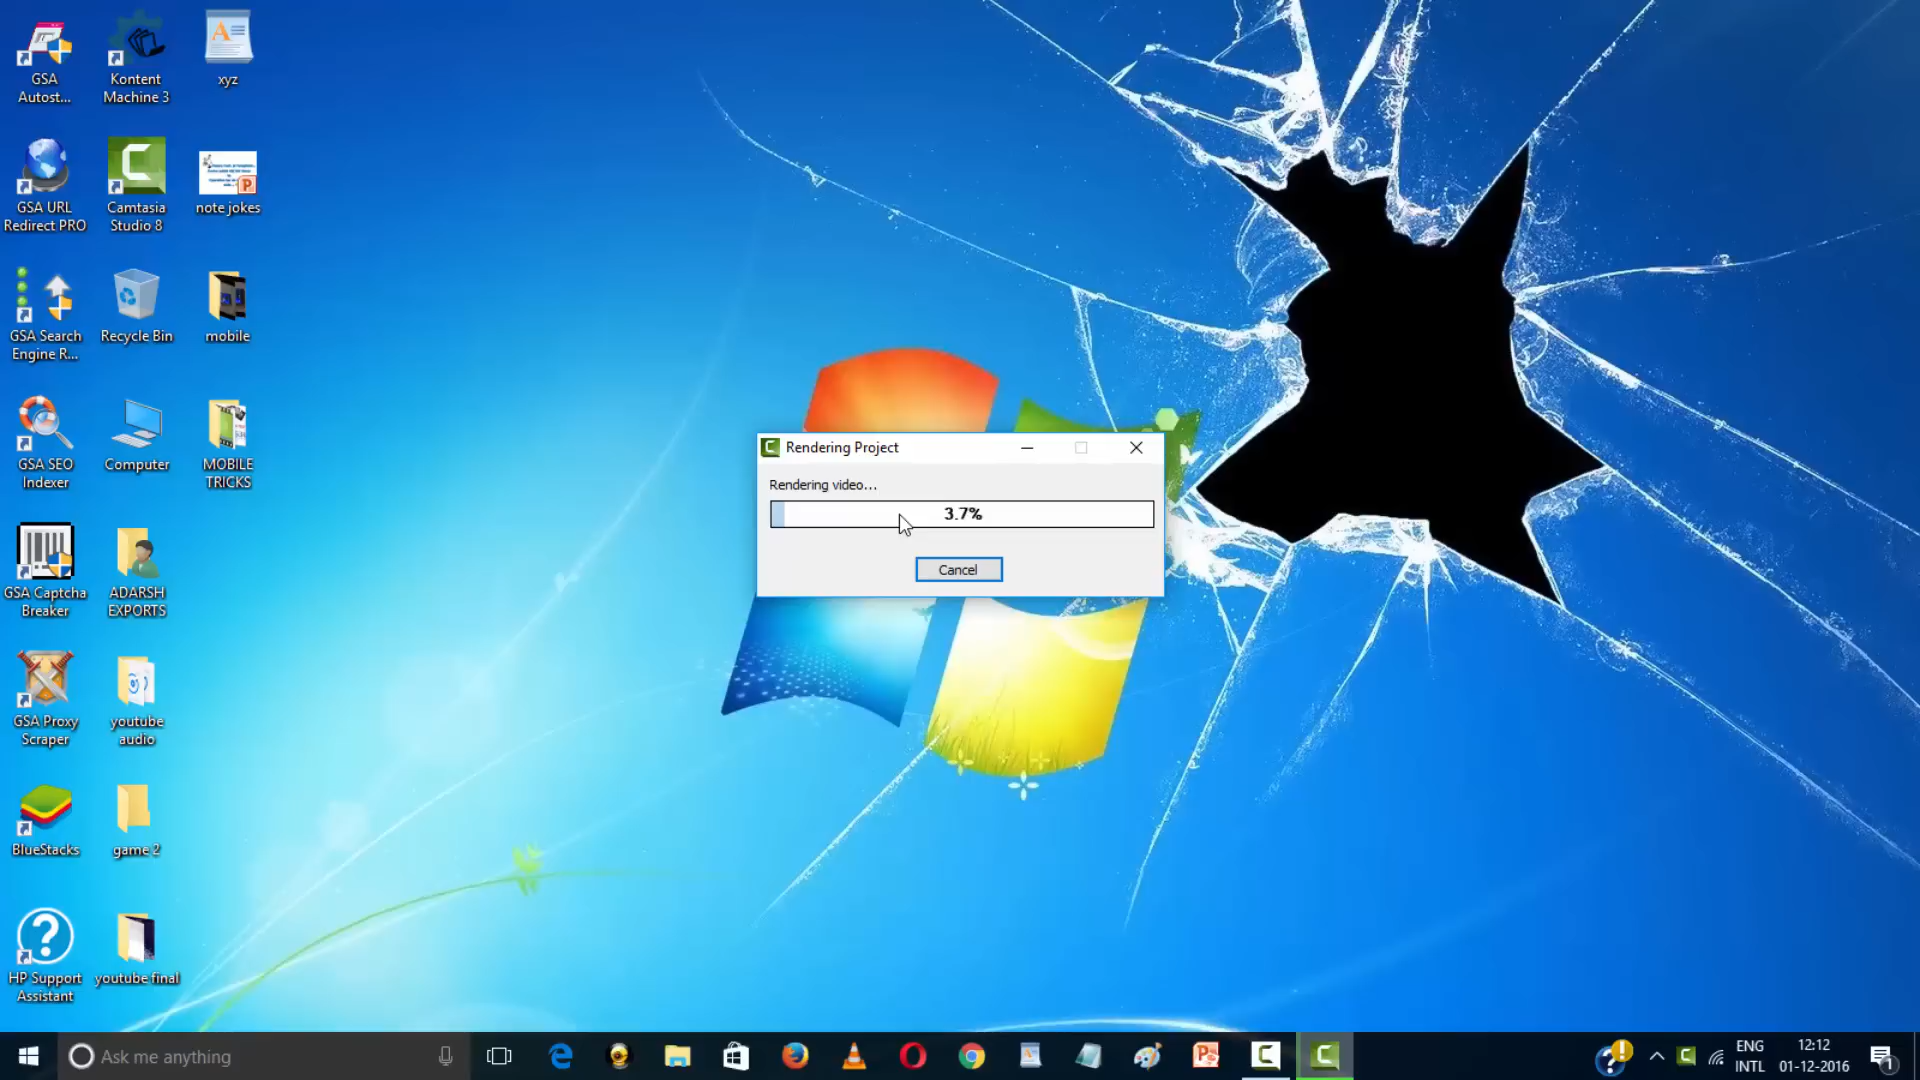 GSA
Autost...
Kontent
Machine 3
xyz
GSA URL
Redirect PRO
Camtasia
Studio 8
note jokes
GSA Search
Engine R...
Recycle Bin
mobile
GSA SEO
Indexer
Computer
MOBILE
TRICKS
GSA Captcha
Breaker
ADARSH
EXPORTS
GSA Proxy
Scraper
youtube
audio
BlueStacks
game 2
HP Support
Assistant
youtube final
Rendering Project
Rendering video...
3.7%
Cancel
Ask me anything
ENG
INTL
12:12
01-12-2016
1